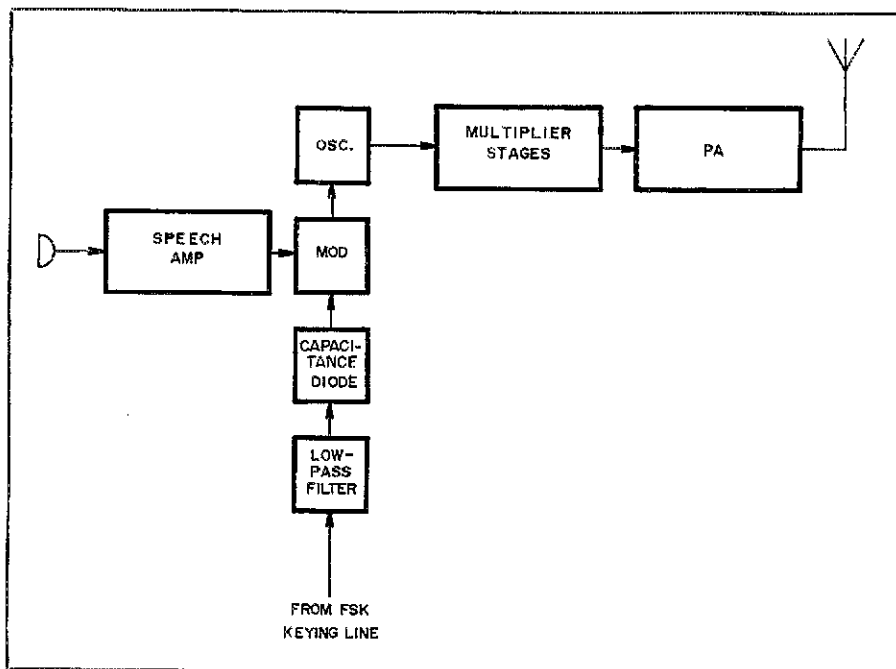 OSC.
MULTIPLIER
STAGES
PA
SPEECH
AMP
MOD
CAPACI-
TANCE
DIODE
LOW-
PASS
FILTER
FROM FSK
KEYING LINE